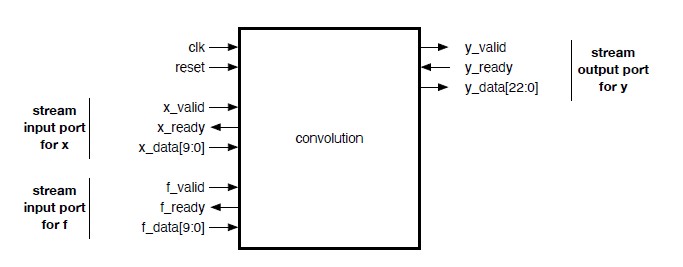 clk
reset
stream
input port
for x
x_valid
x_ready
x_data[9:0]
stream
input port
for f
f_valid
f_ready
f_data[9:0]
convolution
y_valid
y_ready
y_data[22:0]
stream
output port
for y